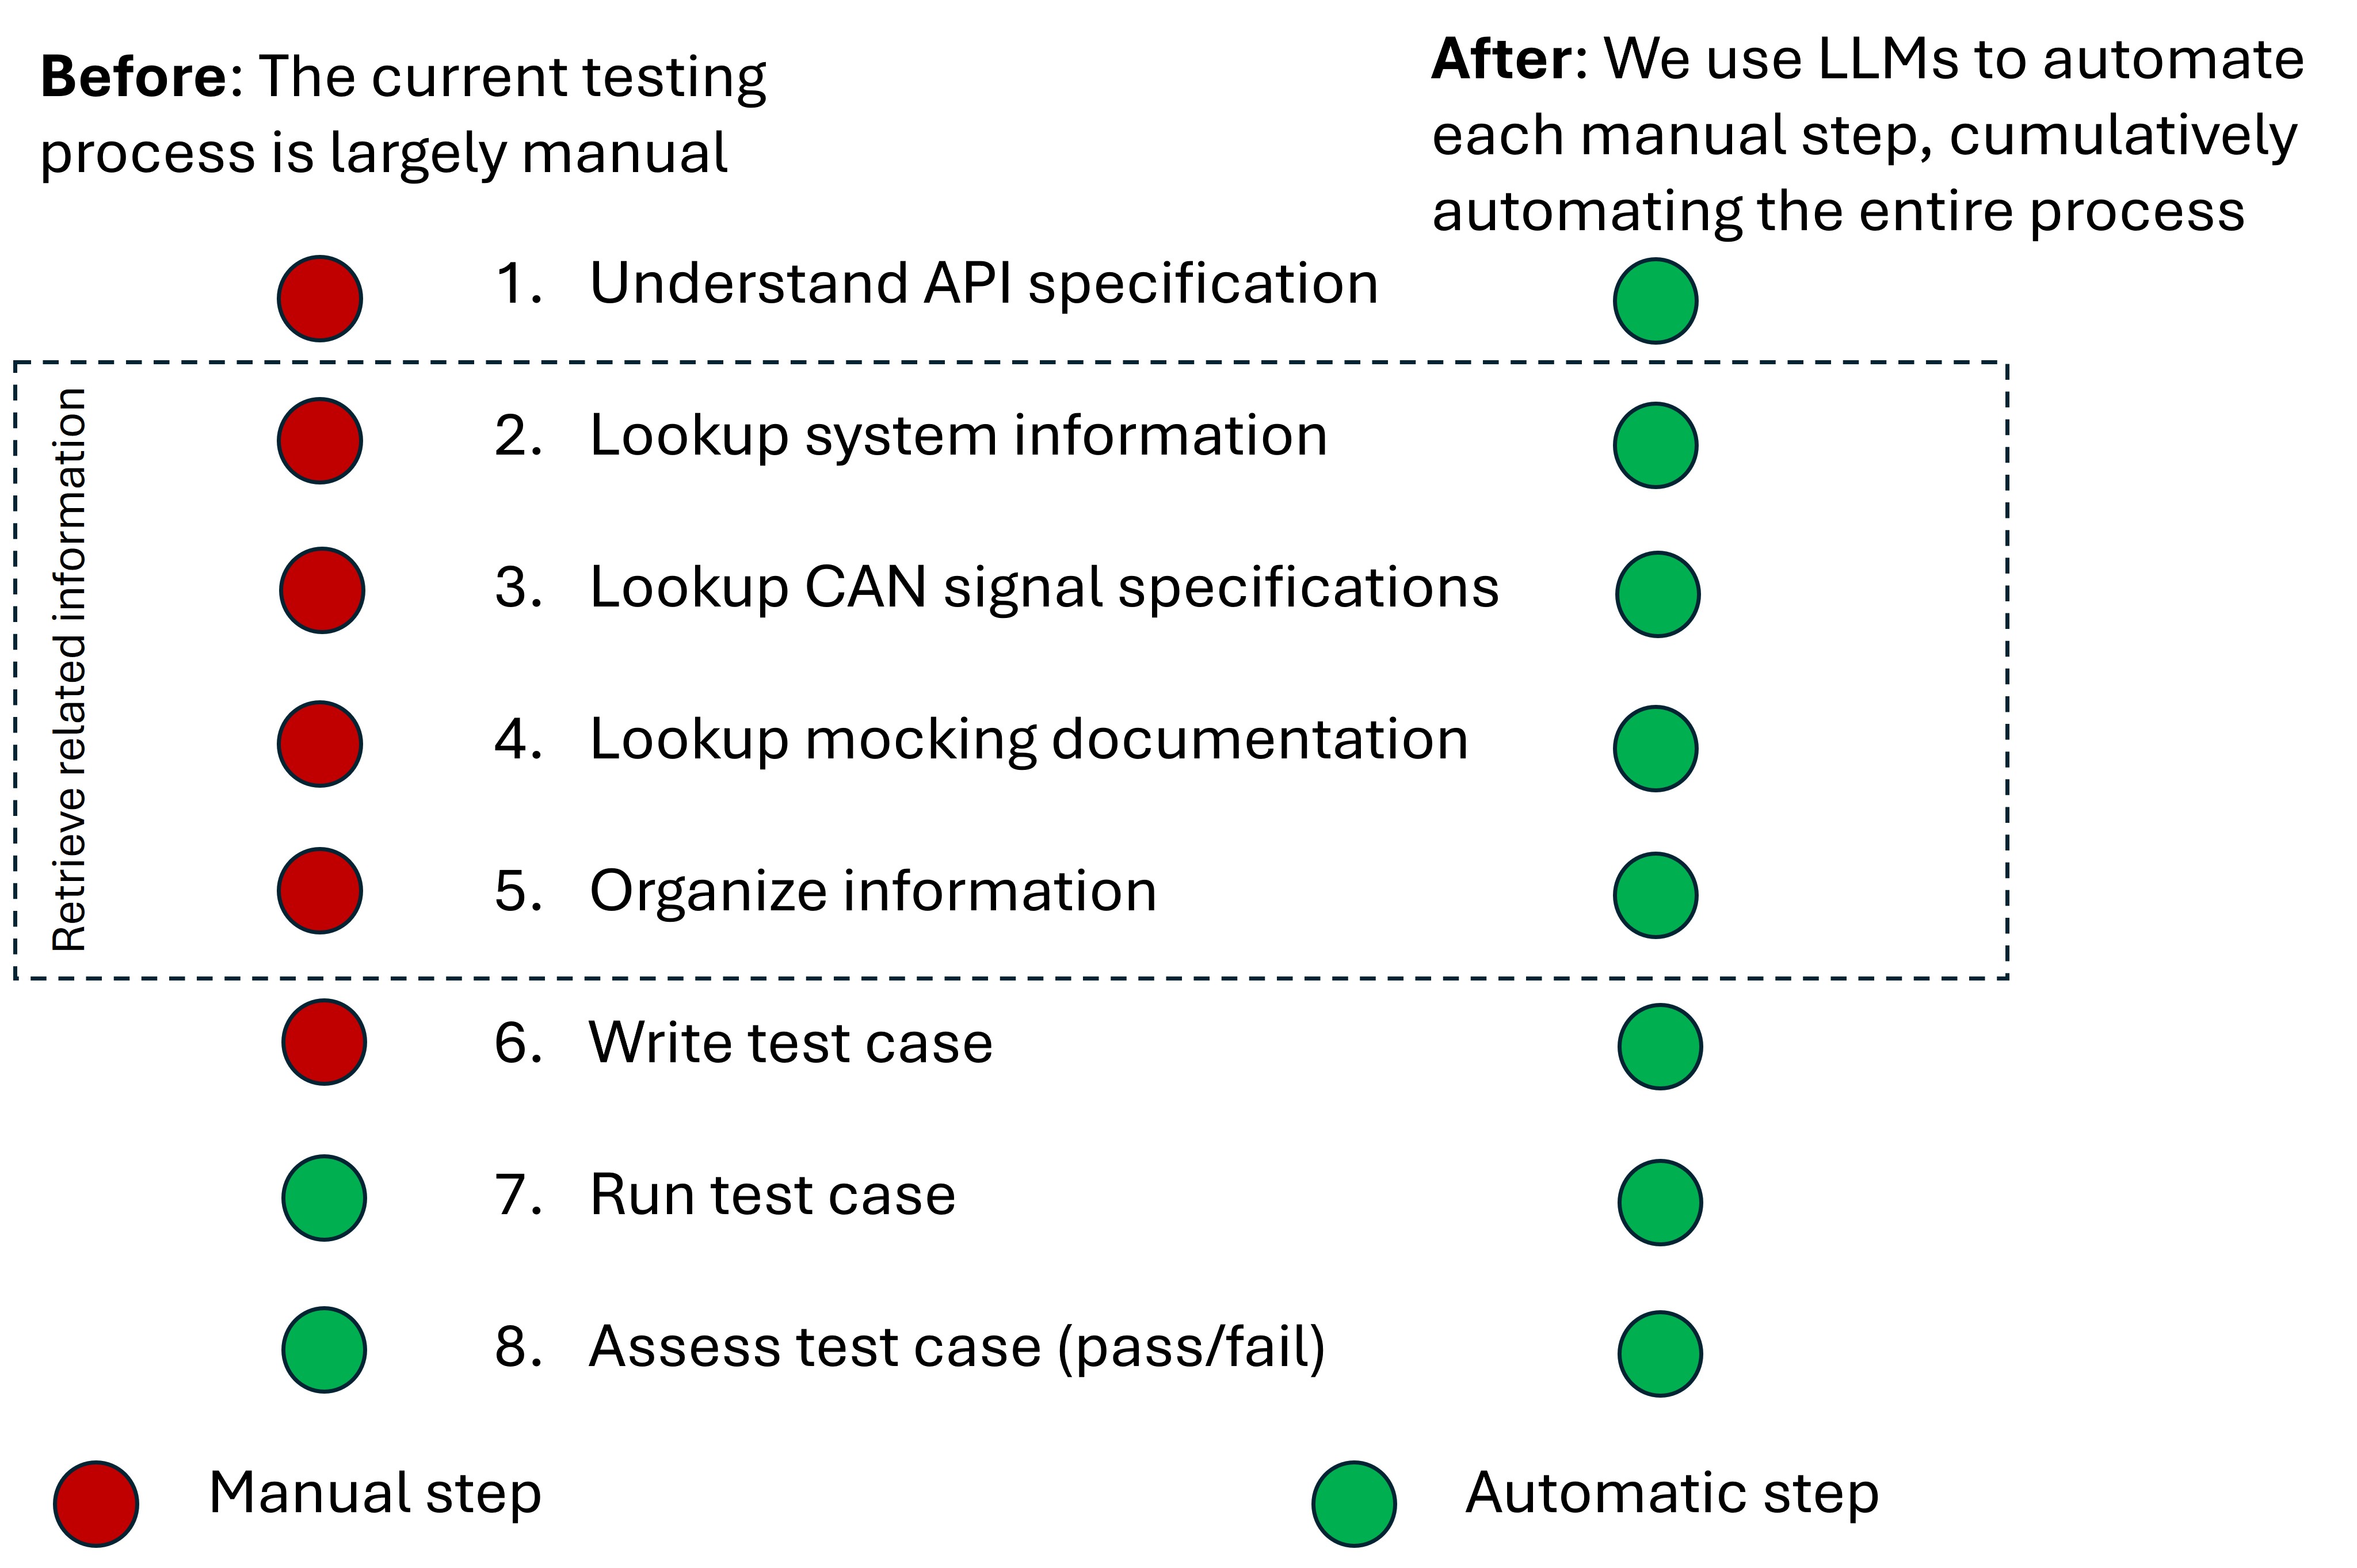 Before: The current testing
process is largely manual
After: We use LLMs to automate
each manual step, cumulatively
automating the entire process
1. Understand API specification
Retrieve related information
2. Lookup system information
3. Lookup CAN signal specifications
4. Lookup mocking documentation
5. Organize information
6. Write test case
7. Run test case
8. Assess test case (pass/fail)
Manual step
Automatic step